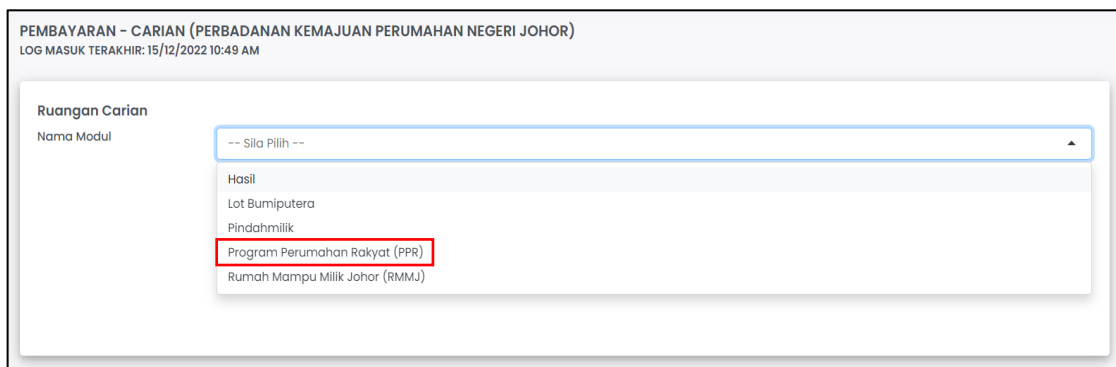 PEMBAYARAN - CARIAN (PERBADANAN KEMAJUAN PERUMAHAN NEGERI JOHOR)
LOG MASUK TERAKHIR: 15/12/2022 10:49 AM
Ruangan Carian
Nama Modul
-- Sila Pilih --
Hasil
Lot Bumiputera
Pindahmilik
Program Perumahan Rakyat (PPR)
Rumah Mampu Milik Johor (RMMJ)